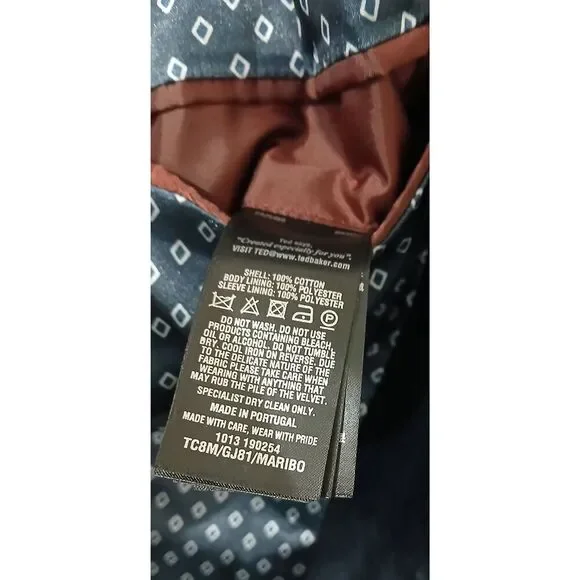 Ted says,
"Created especially for you".
VISIT TED@www.tedbaker.com
SHELL: 100% COTTON
BODY LINING: 100% POLYESTER
SLEEVE LINING: 100% POLYESTER
P
DO NOT WASH. DO NOT USE
PRODUCTS CONTAINING BLEACH,
OIL OR ALCOHOL. DO NOT TUMBLE
DRY. COOL IRON ON REVERSE. DUE
TO THE DELICATE NATURE OF THE
FABRIC PLEASE TAKE CARE WHEN
WEARING WITH ANYTHING THAT
MAY RUB THE PILE OF THE VELVET.
SPECIALIST DRY CLEAN ONLY.
MADE IN PORTUGAL
MADE WITH CARE, WEAR WITH PRIDE
1013 190254
TC8M/GJ81/MARIBO